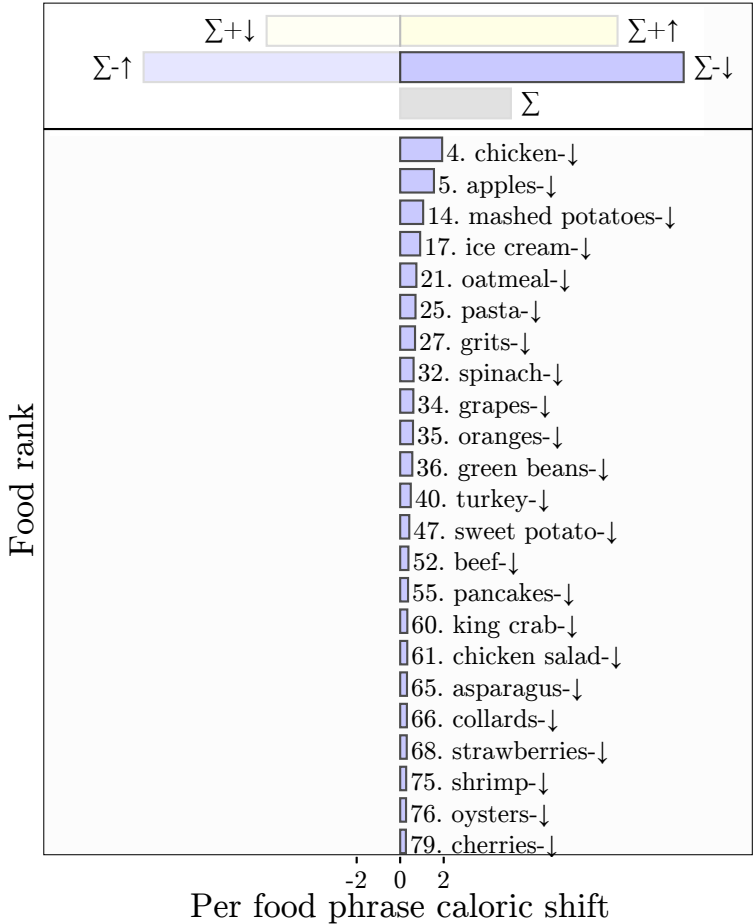 ∑+↓ ∑+↑
∑-↑ ∑-↓
∑
4. chicken-↓
5. apples-↓
14. mashed potatoes-↓
17. ice cream-↓
21. oatmeal-↓
25. pasta-↓
27. grits-↓
32. spinach-↓
34. grapes-↓
35. oranges-↓
36. green beans-↓
40. turkey-↓
47. sweet potato-↓
52. beef-↓
55. pancakes-↓
60. king crab-↓
61. chicken salad-↓
65. asparagus-↓
66. collards-↓
68. strawberries-↓
75. shrimp-↓
76. oysters-↓
79. cherries-↓
Food rank
-2 0 2
Per food phrase caloric shift